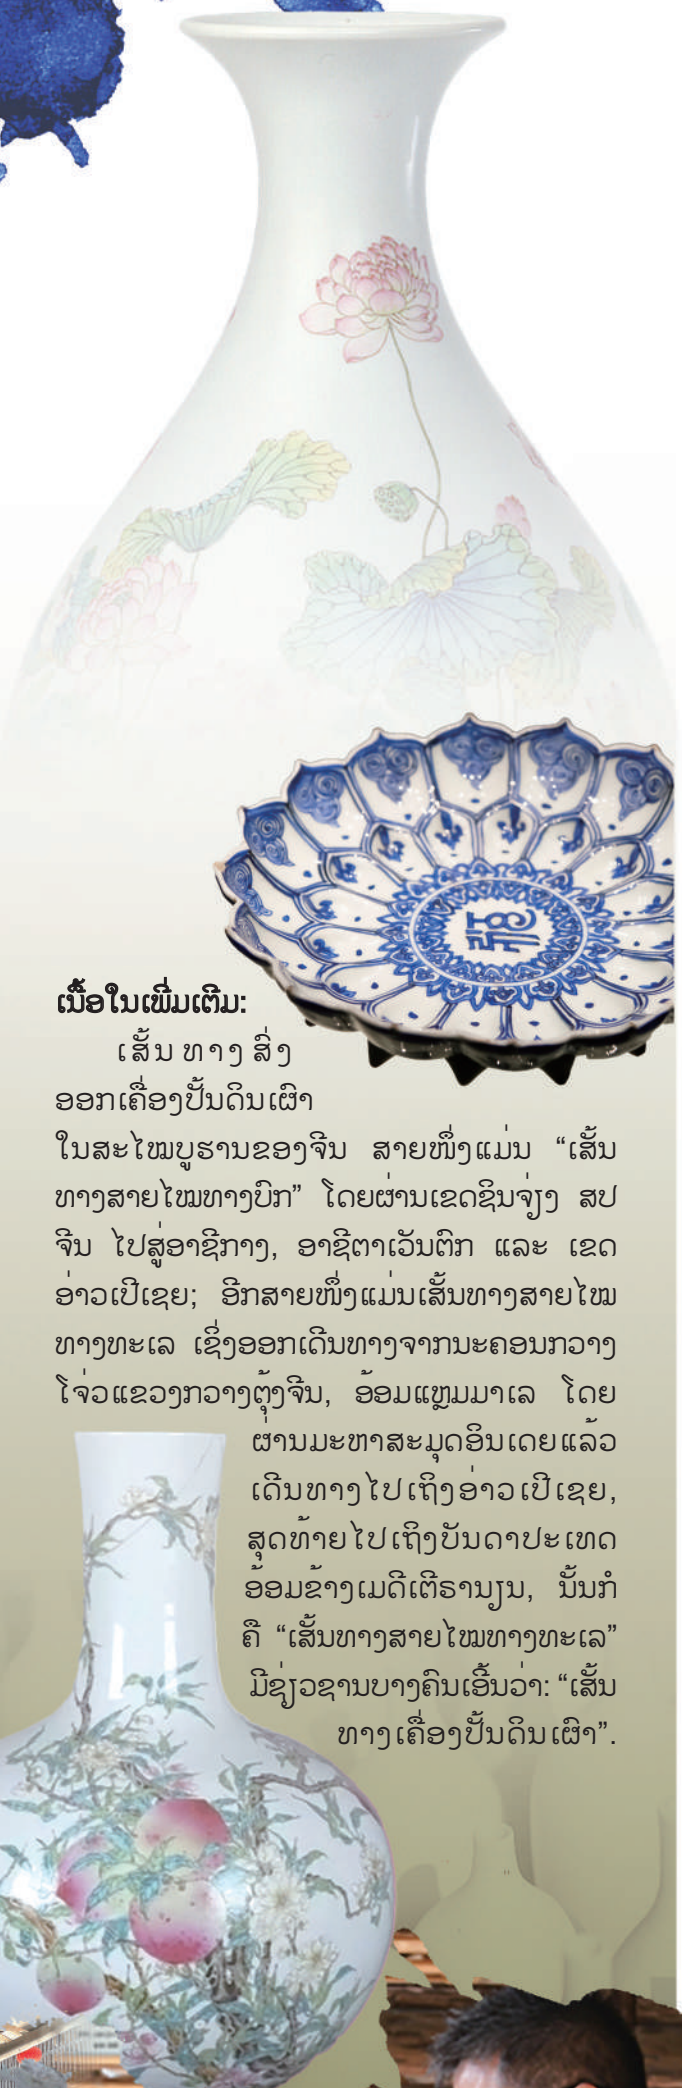 ເນື້ອໃນເພີ່ມເຕີມ:
ເສັ້ນ ທາງ ສົ່ງ
ອອກເຄື່ອງປັ້ນດິນເຜົາ
ໃນສະໄໝບູຮານຂອງຈີນ ສາຍໜຶ່ງແມ່ນ “ເສັ້ນ
ທາງສາຍໄໝທາງບົກ” ໂດຍຜ່ານເຂດຊິນຈ່ຽງ ສປ
ຈີນ ໄປສູ່ອາຊີກາງ, ອາຊີຕາເວັນຕົກ ແລະ ເຂດ
ອ່າວເປີເຊຍ; ອີກສາຍໜຶ່ງແມ່ນເສັ້ນທາງສາຍໄໝ
ທາງທະເລ ເຊິ່ງອອກເດີນທາງຈາກນະຄອນກວາງ
ໂຈ່ວແຂວງກວາງຕຸ້ງຈີນ, ອ້ອມແຫຼມມາເລ ໂດຍ
ຜ່ານມະຫາສະມຸດອິນເດຍແລ້ວ
ເດີນທາງໄປເຖິງອ່າວເປີເຊຍ,
ສຸດທ້າຍໄປເຖິງບັນດາປະເທດ
ອ້ອມຂ້າງເມດີເຕີຣານຽນ, ນັ້ນກໍ
ຄື “ເສັ້ນທາງສາຍໄໝທາງທະເລ”
ມີຊ່ຽວຊານບາງຄົນເອີ້ນວ່າ: “ເສັ້ນ
ທາງເຄື່ອງປັ້ນດິນເຜົາ”.